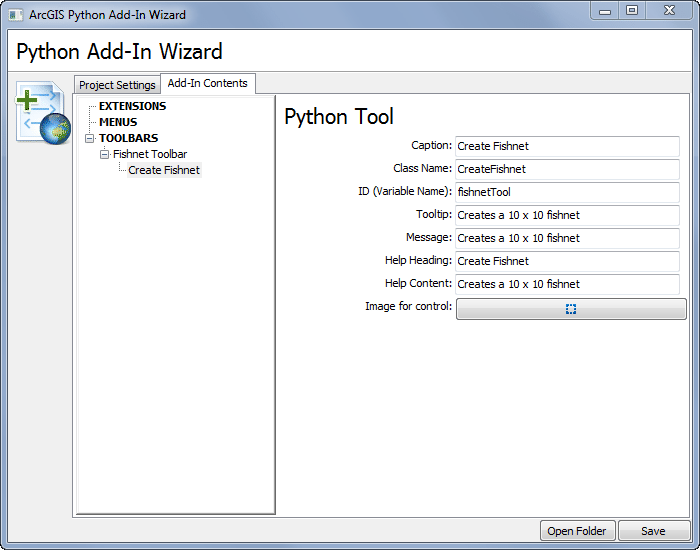 ArcGIS Python Add-In Wizard
Python Add-In Wizard
Project Settings
Add-In Contents
EXTENSIONS
MENUS
TOOLBARS
Fishnet Toolbar
Create Fishnet
Python Tool
Caption: Create Fishnet
Class Name: CreateFishnet
ID (Variable Name): fishnetTool
Tooltip: Creates a 10 x 10 fishnet
Message: Creates a 10 x 10 fishnet
Help Heading: Create Fishnet
Help Content: Creates a 10 x 10 fishnet
Image for control:
Open Folder
Save